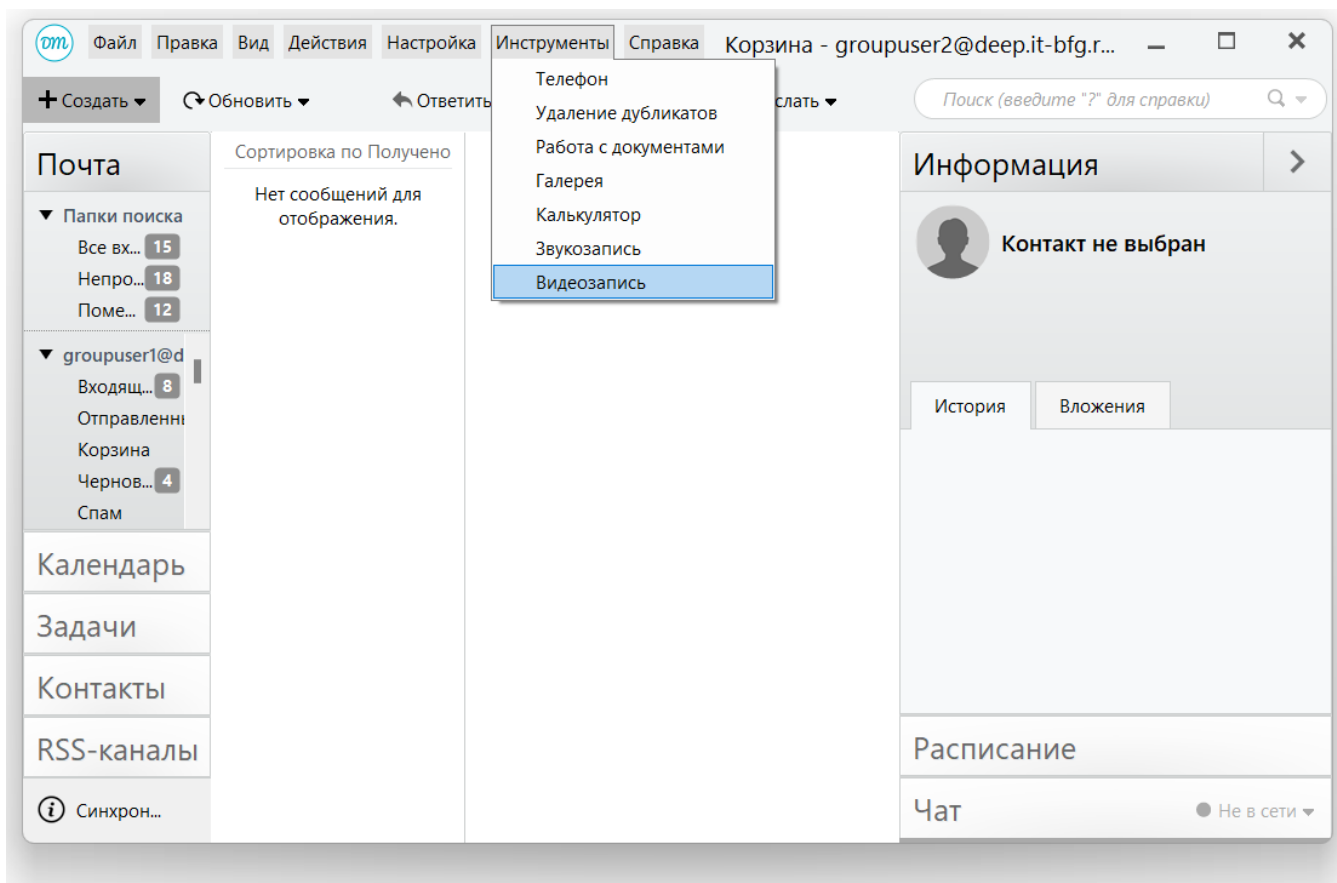 Файл Правка Вид Действия Настройка Инструменты Справка Корзина - groupuser2@deep.it-bfg.r...
Создать Обновить Ответить слать Поиск (введите "?" для справки)
Телефон
Удаление дубликатов
Работа с документами
Галерея
Калькулятор
Звукозапись
Видеозапись
Почта
Папки поиска
Все вх... 15
Непро... 18
Поме... 12
groupuser1@d
Входящ... 8
Отправленны
Корзина
Чернов... 4
Спам
Календарь
Задачи
Контакты
RSS-каналы
Синхрон...
Сортировка по Получено
Нет сообщений для
отображения.
Информация
Контакт не выбран
История Вложения
Расписание
Чат Не в сети